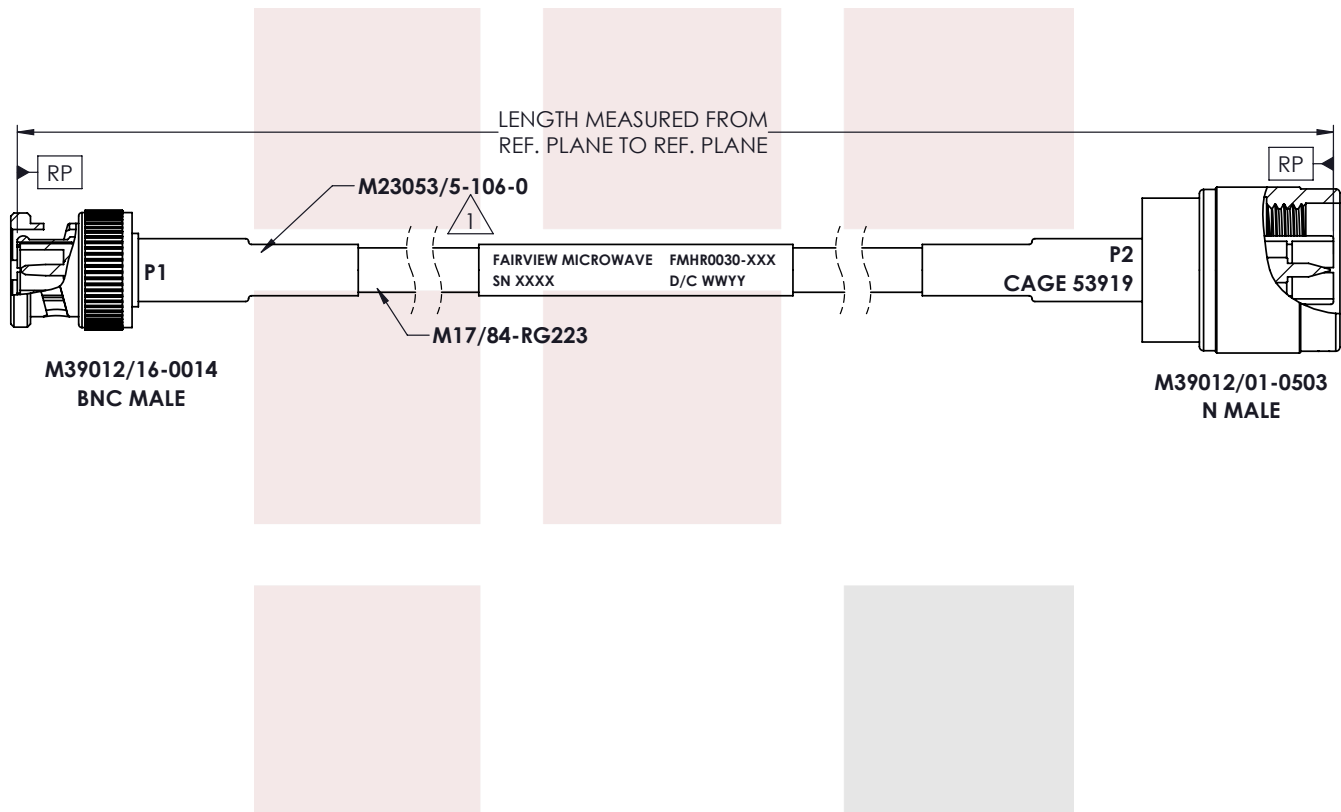 LENGTH MEASURED FROM
REF. PLANE TO REF. PLANE
RP
RP
M23053/5-106-0
1
P1
FAIRVIEW MICROWAVE FMHR0030-XXX
SN XXXX D/C WWYY
P2
CAGE 53919
M17/84-RG223
M39012/16-0014
BNC MALE
M39012/01-0503
N MALE